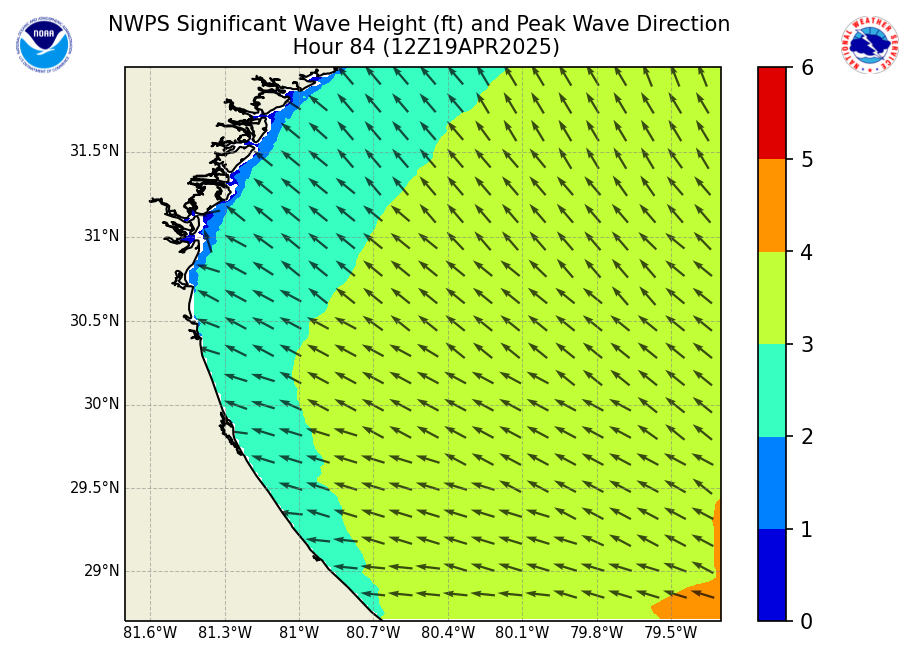 NWPS Significant Wave Height (ft) and Peak Wave Direction
Hour 84 (12Z19APR2025)
NOAA
NATIONAL WEATHER SERVICE
31.5°N
31°N
30.5°N
30°N
29.5°N
29°N
81.6°W 81.3°W 81°W 80.7°W 80.4°W 80.1°W 79.8°W 79.5°W
6
5
4
3
2
1
0